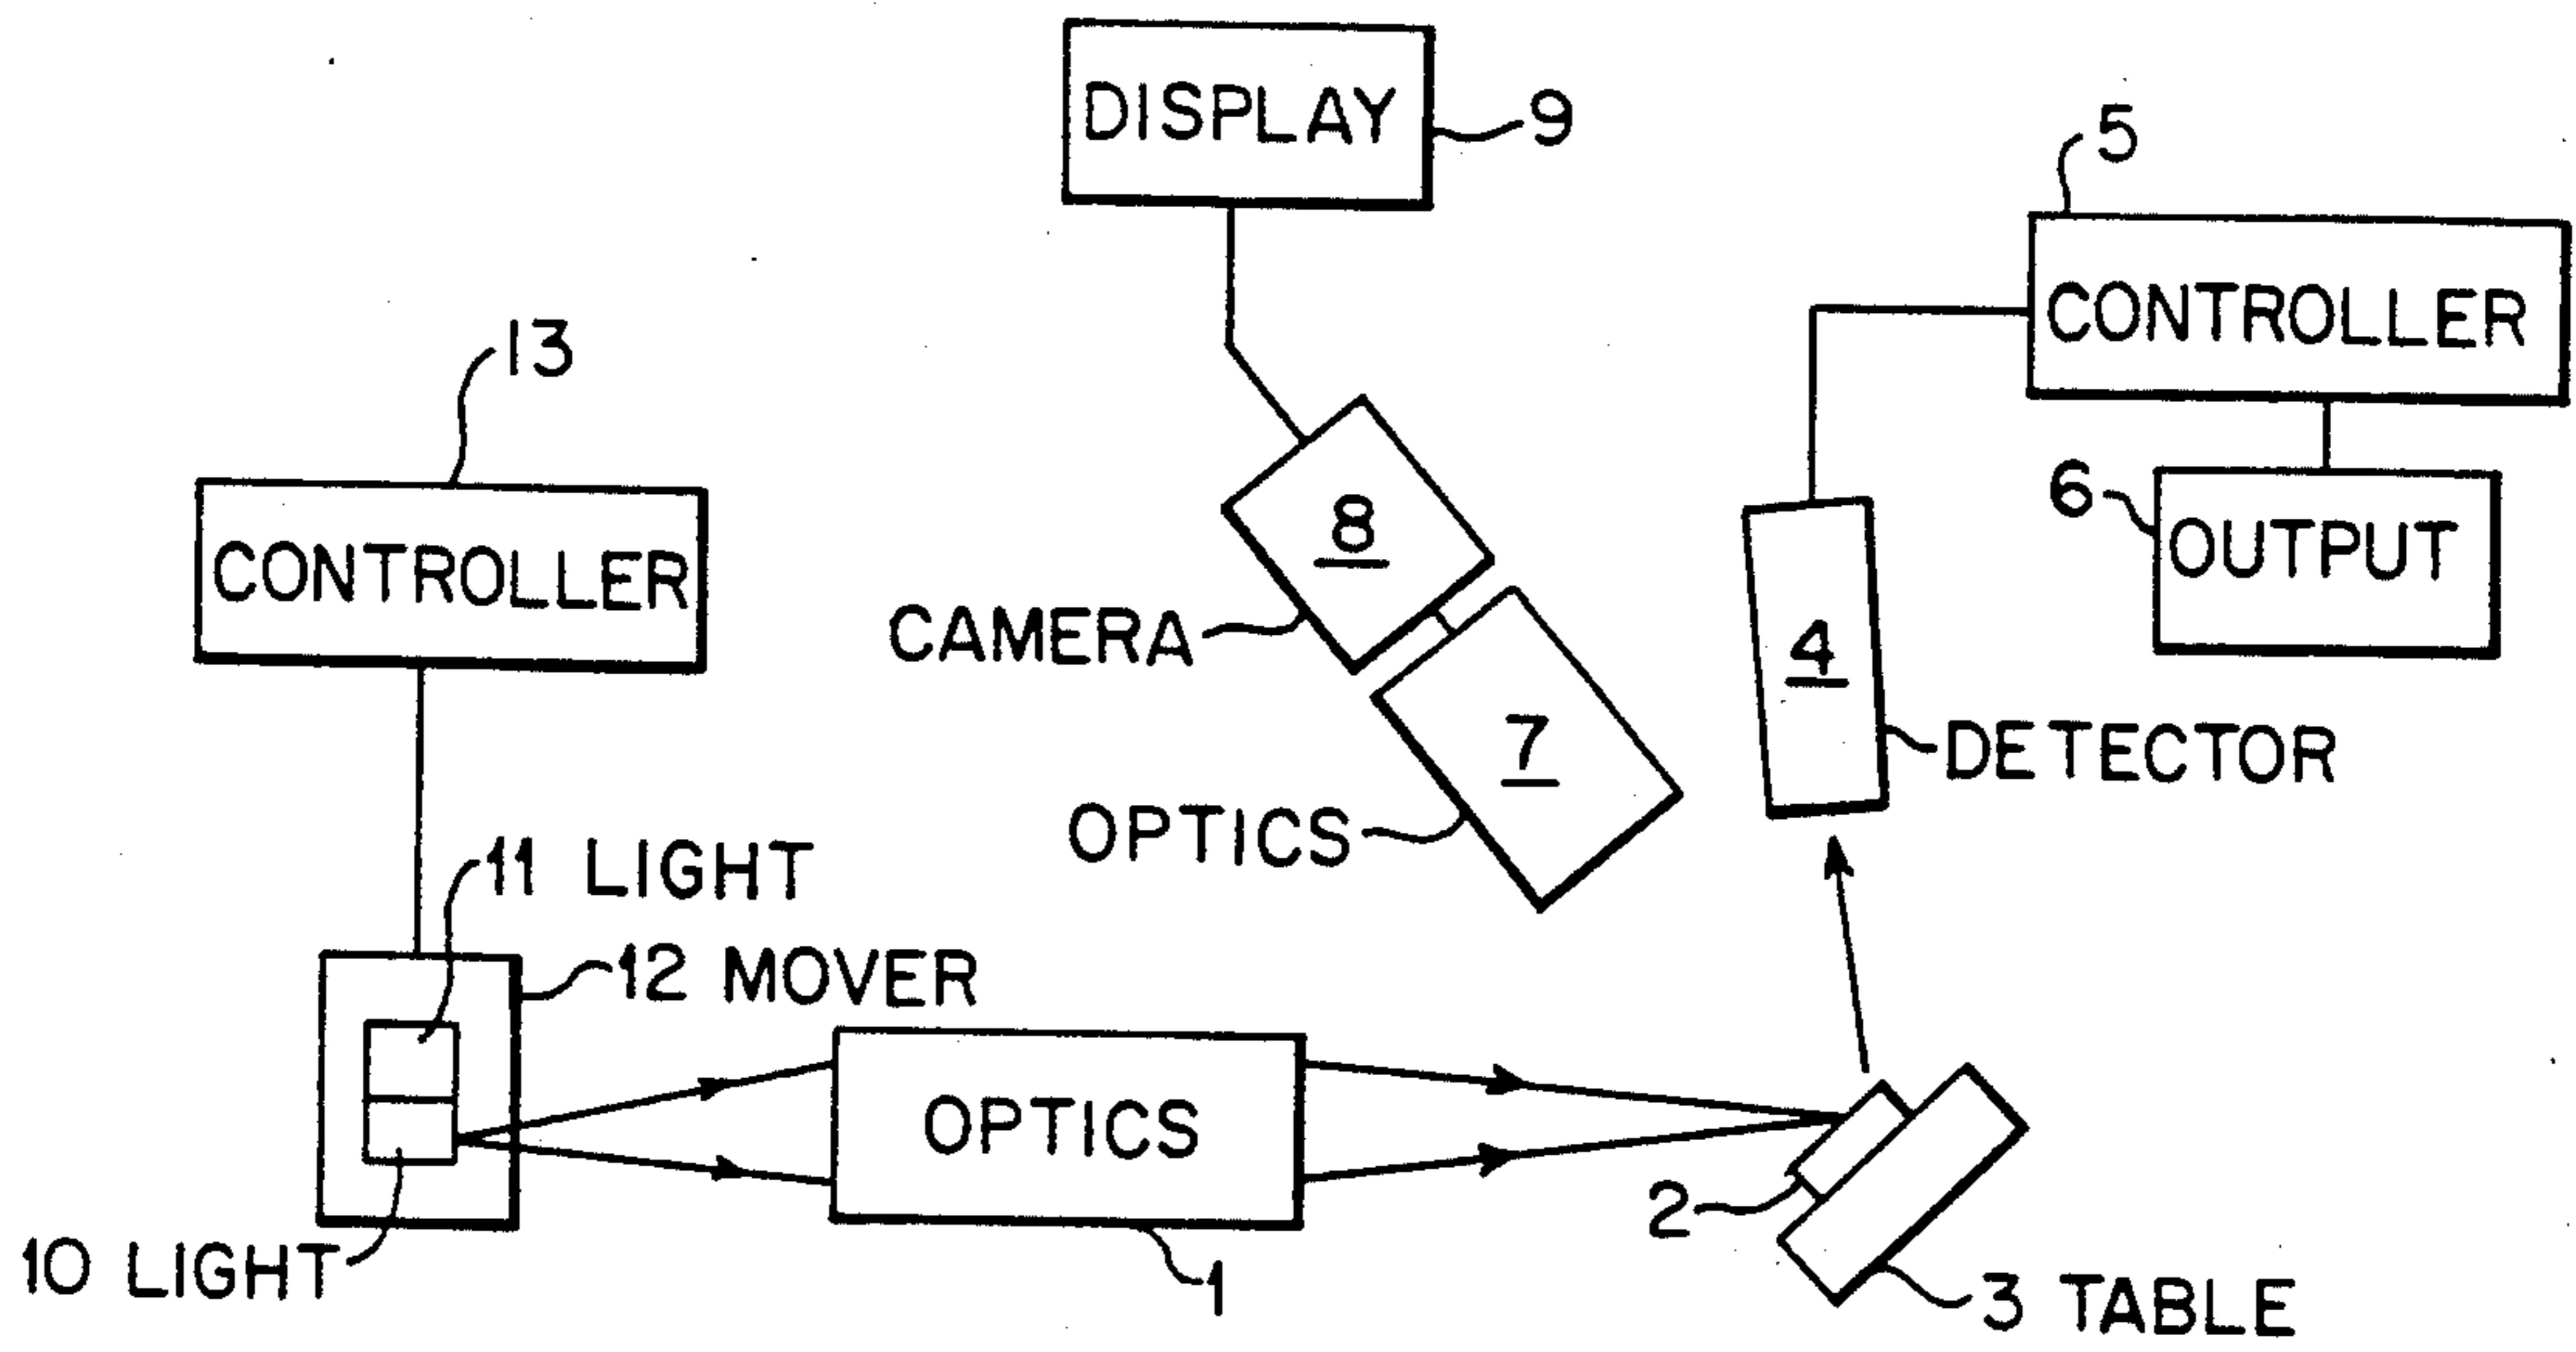 DISPLAY
9
5
CONTROLLER
13
6
OUTPUT
8
CONTROLLER
CAMERA
4
7
DETECTOR
OPTICS
11 LIGHT
12 MOVER
OPTICS
2
10 LIGHT
1
3 TABLE